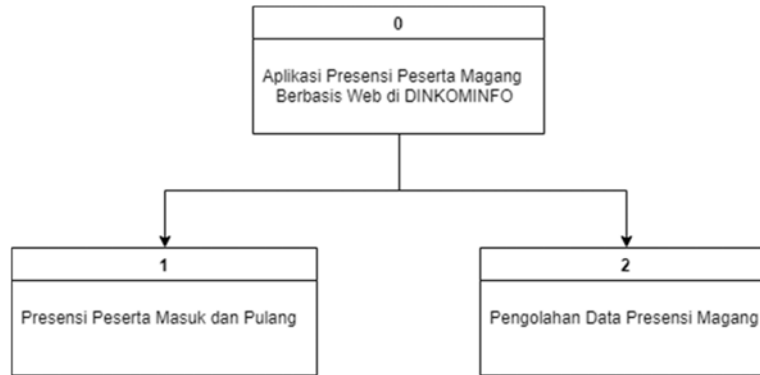 0
Aplikasi Presensi Peserta Magang
Berbasis Web di DINKOMINFO
1
Presensi Peserta Masuk dan Pulang
2
Pengolahan Data Presensi Magang